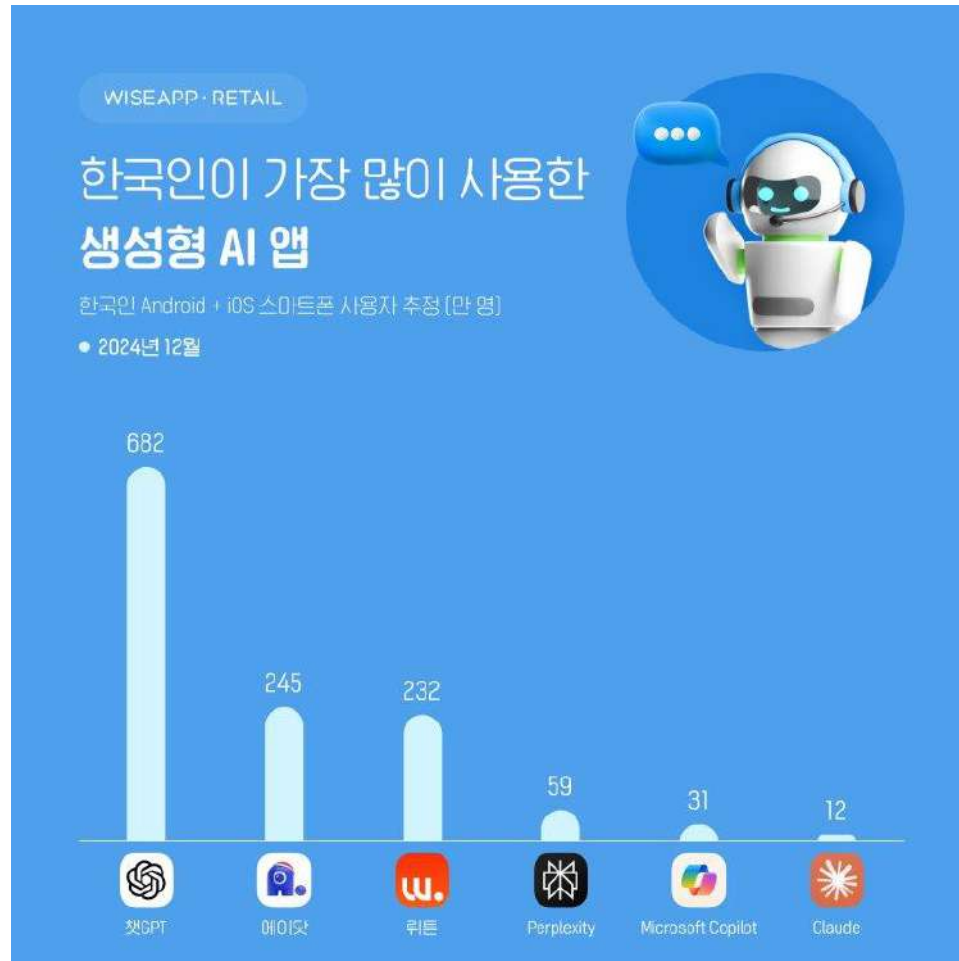 WISEAPP·RETAIL
한국인이 가장 많이 사용한
생성형 AI 앱
한국인 Android + iOS 스마트폰 사용자 추정 (만 명)
● 2024년 12월
682
245
232
59
31
12
w.
챗GPT
에이닷
뤼튼
Perplexity
Microsoft Copilot
Claude